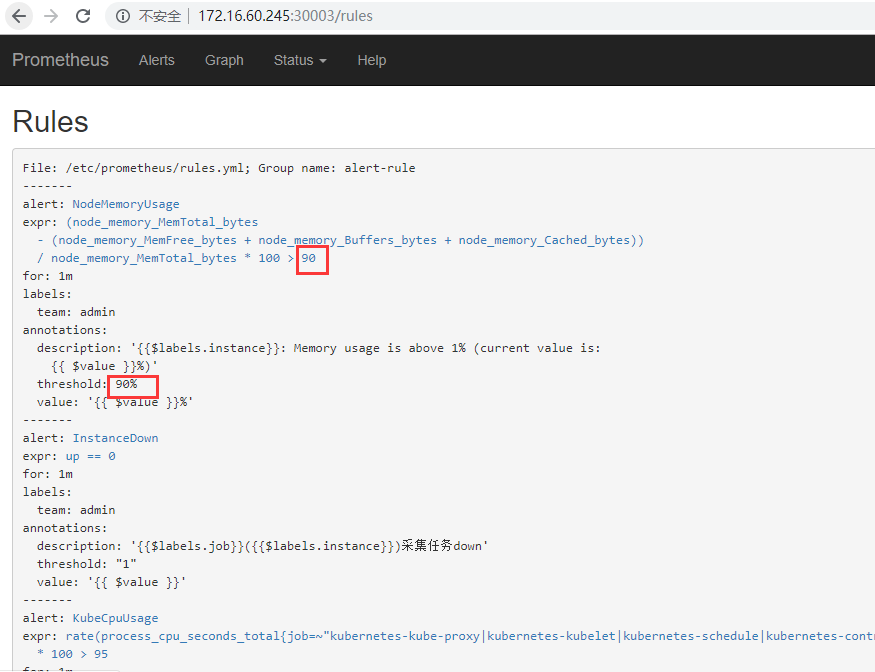 不安全 | 172.16.60.245:30003/rules
Prometheus Alerts Graph Status Help
Rules
File: /etc/prometheus/rules.yml; Group name: alert-rule
-------
alert: NodeMemoryUsage
expr: (node_memory_MemTotal_bytes
- (node_memory_MemFree_bytes + node_memory_Buffers_bytes + node_memory_Cached_bytes))
/ node_memory_MemTotal_bytes * 100 > 90
for: 1m
labels:
team: admin
annotations:
description: '{{$labels.instance}}: Memory usage is above 1% (current value is:
{{ $value }}%)'
threshold: 90%
value: '{{ $value }}%'
-------
alert: InstanceDown
expr: up == 0
for: 1m
labels:
team: admin
annotations:
description: '{{$labels.job}}({{$labels.instance}})采集任务down'
threshold: "1"
value: '{{ $value }}'
-------
alert: KubeCpuUsage
expr: rate(process_cpu_seconds_total{job=~"kubernetes-kube-proxy|kubernetes-kubelet|kubernetes-schedule|kubernetes-cont
* 100 > 95
for: 1m